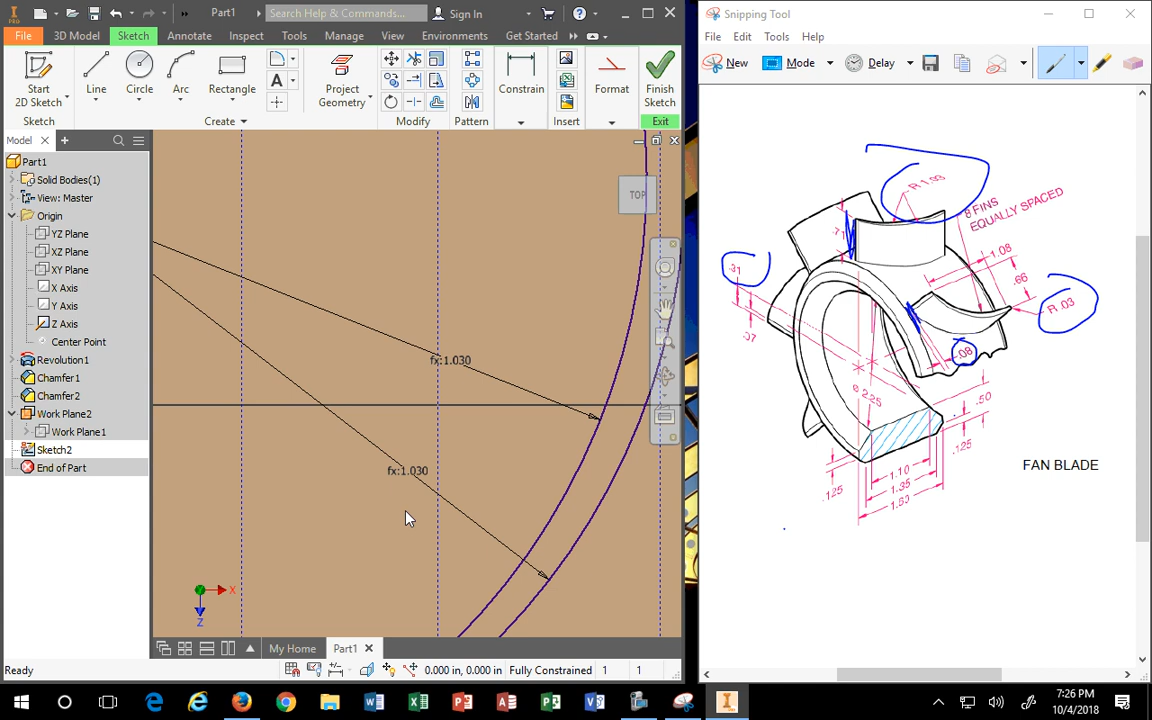 Part1
Search Help & Commands...
Sign In
File
3D Model
Sketch
Annotate
Inspect
Tools
Manage
View
Environments
Get Started
Start
2D Sketch
Line
Circle
Arc
Rectangle
Project
Geometry
Constrain
Format
Finish
Sketch
Sketch
Create
Modify
Pattern
Insert
Exit
Model
Part1
Solid Bodies(1)
View: Master
Origin
YZ Plane
XZ Plane
XY Plane
X Axis
Y Axis
Z Axis
Center Point
Revolution1
Chamfer1
Chamfer2
Work Plane2
Work Plane1
Sketch2
End of Part
TOP
fx:1.030
fx:1.030
X
Z
My Home
Part1
Ready
0.000 in, 0.000 in
Fully Constrained
1
1
Snipping Tool
File
Edit
Tools
Help
New
Mode
Delay
8 FINS
EQUALLY SPACED
1.08
.66
R .03
.31
.37
.08
ø 2.25
.50
.125
1.10
1.35
.125
FAN BLADE
7:26 PM
10/4/2018